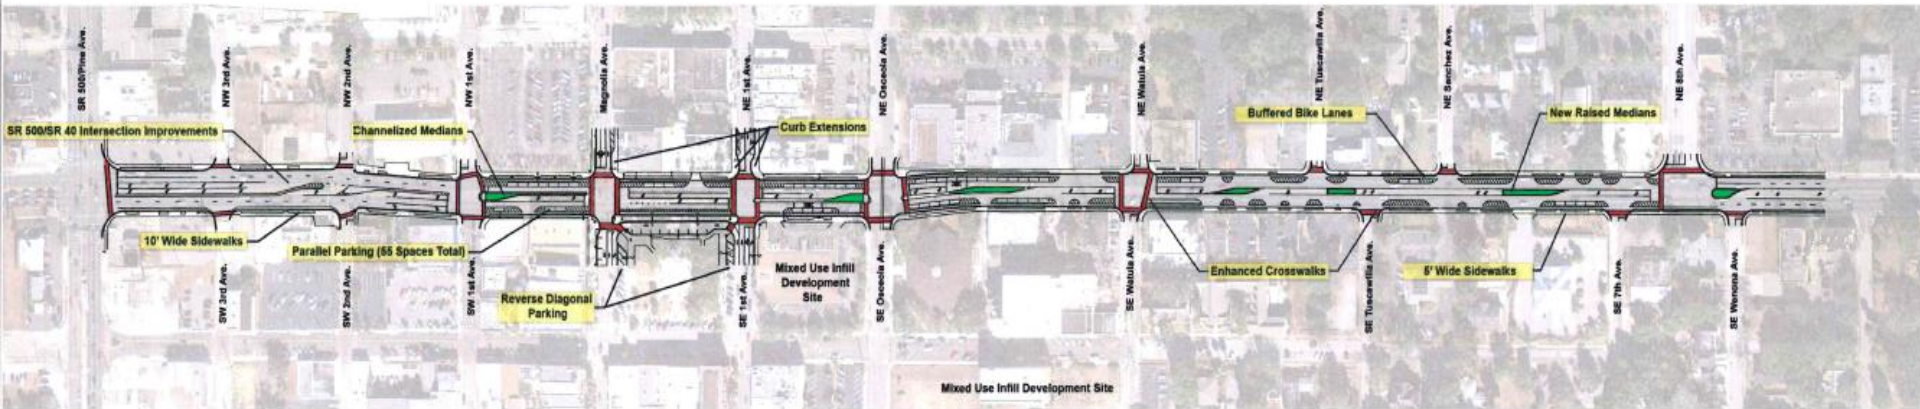 SR 500/Pine Ave.
NW 3rd Ave.
NW 2nd Ave.
NW 1st Ave.
Magnolia Ave.
NE 1st Ave.
NE Osceola Ave.
NE Watula Ave.
NE Tuscawilla Ave.
NE Sanchez Ave.
NE 8th Ave.
SR 500/SR 40 Intersection Improvements
Channelized Medians
Curb Extensions
Buffered Bike Lanes
New Raised Medians
10' Wide Sidewalks
Parallel Parking (55 Spaces Total)
Reverse Diagonal
Parking
Mixed Use Infill
Development
Site
Enhanced Crosswalks
5' Wide Sidewalks
SW 3rd Ave.
SW 2nd Ave.
SW 1st Ave.
SE 1st Ave.
SE Osceola Ave.
SE Watula Ave.
SE Tuscawilla Ave.
SE 7th Ave.
SE Wenona Ave.
Mixed Use Infill Development Site